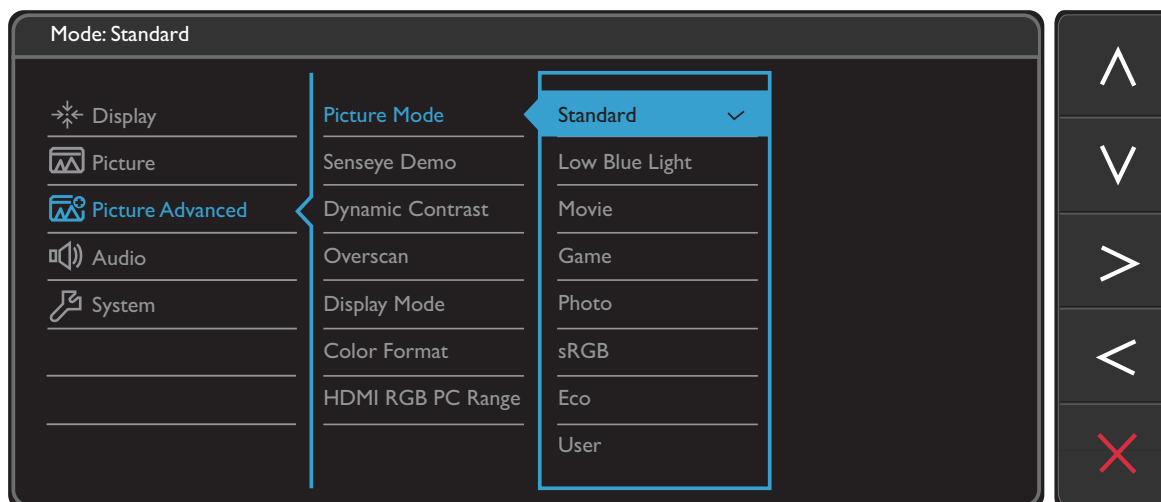 Mode: Standard
Display
Picture
Picture Advanced
Audio
System
Picture Mode
Senseye Demo
Dynamic Contrast
Overscan
Display Mode
Color Format
HDMI RGB PC Range
Standard
Low Blue Light
Movie
Game
Photo
sRGB
Eco
User